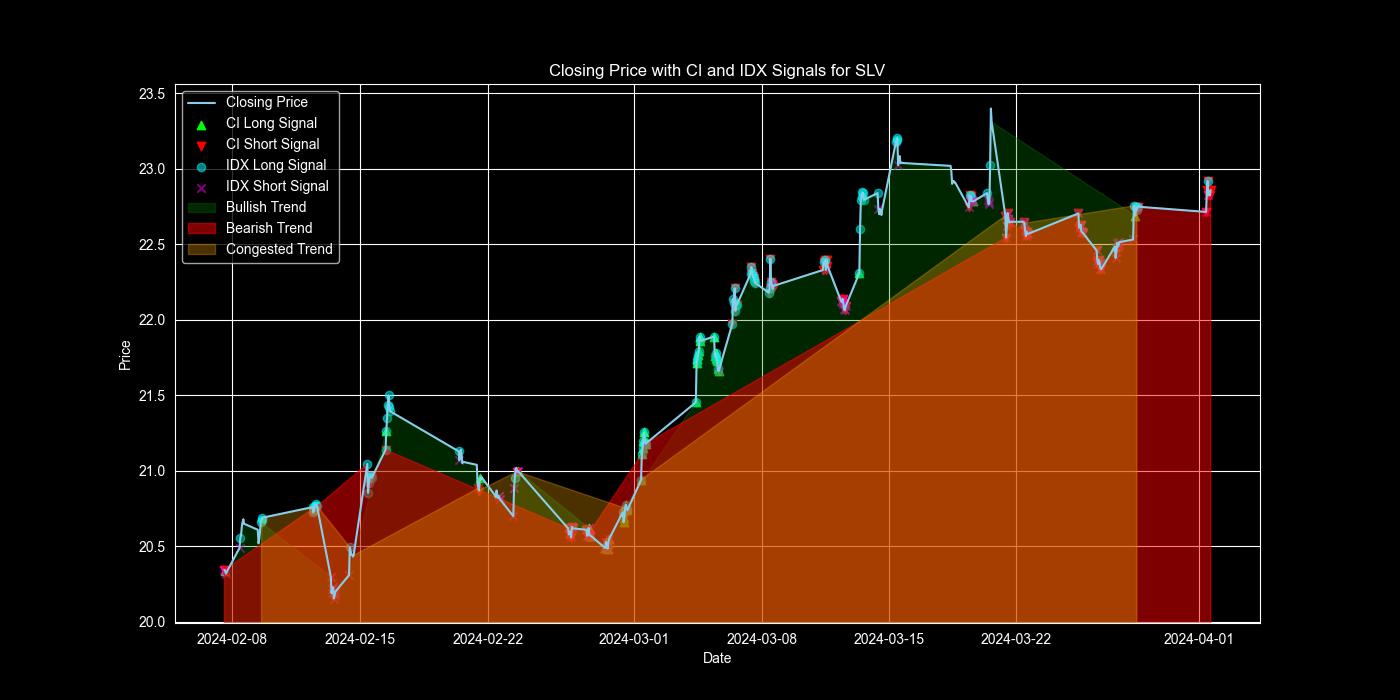 Closing Price with CI and IDX Signals for SLV
Closing Price
CI Long Signal
CI Short Signal
IDX Long Signal
IDX Short Signal
Bullish Trend
Bearish Trend
Congested Trend
Price
23.5
23.0
22.5
22.0
21.5
21.0
20.5
20.0
2024-02-08 2024-02-15 2024-02-22 2024-03-01 2024-03-08 2024-03-15 2024-03-22 2024-04-01
Date